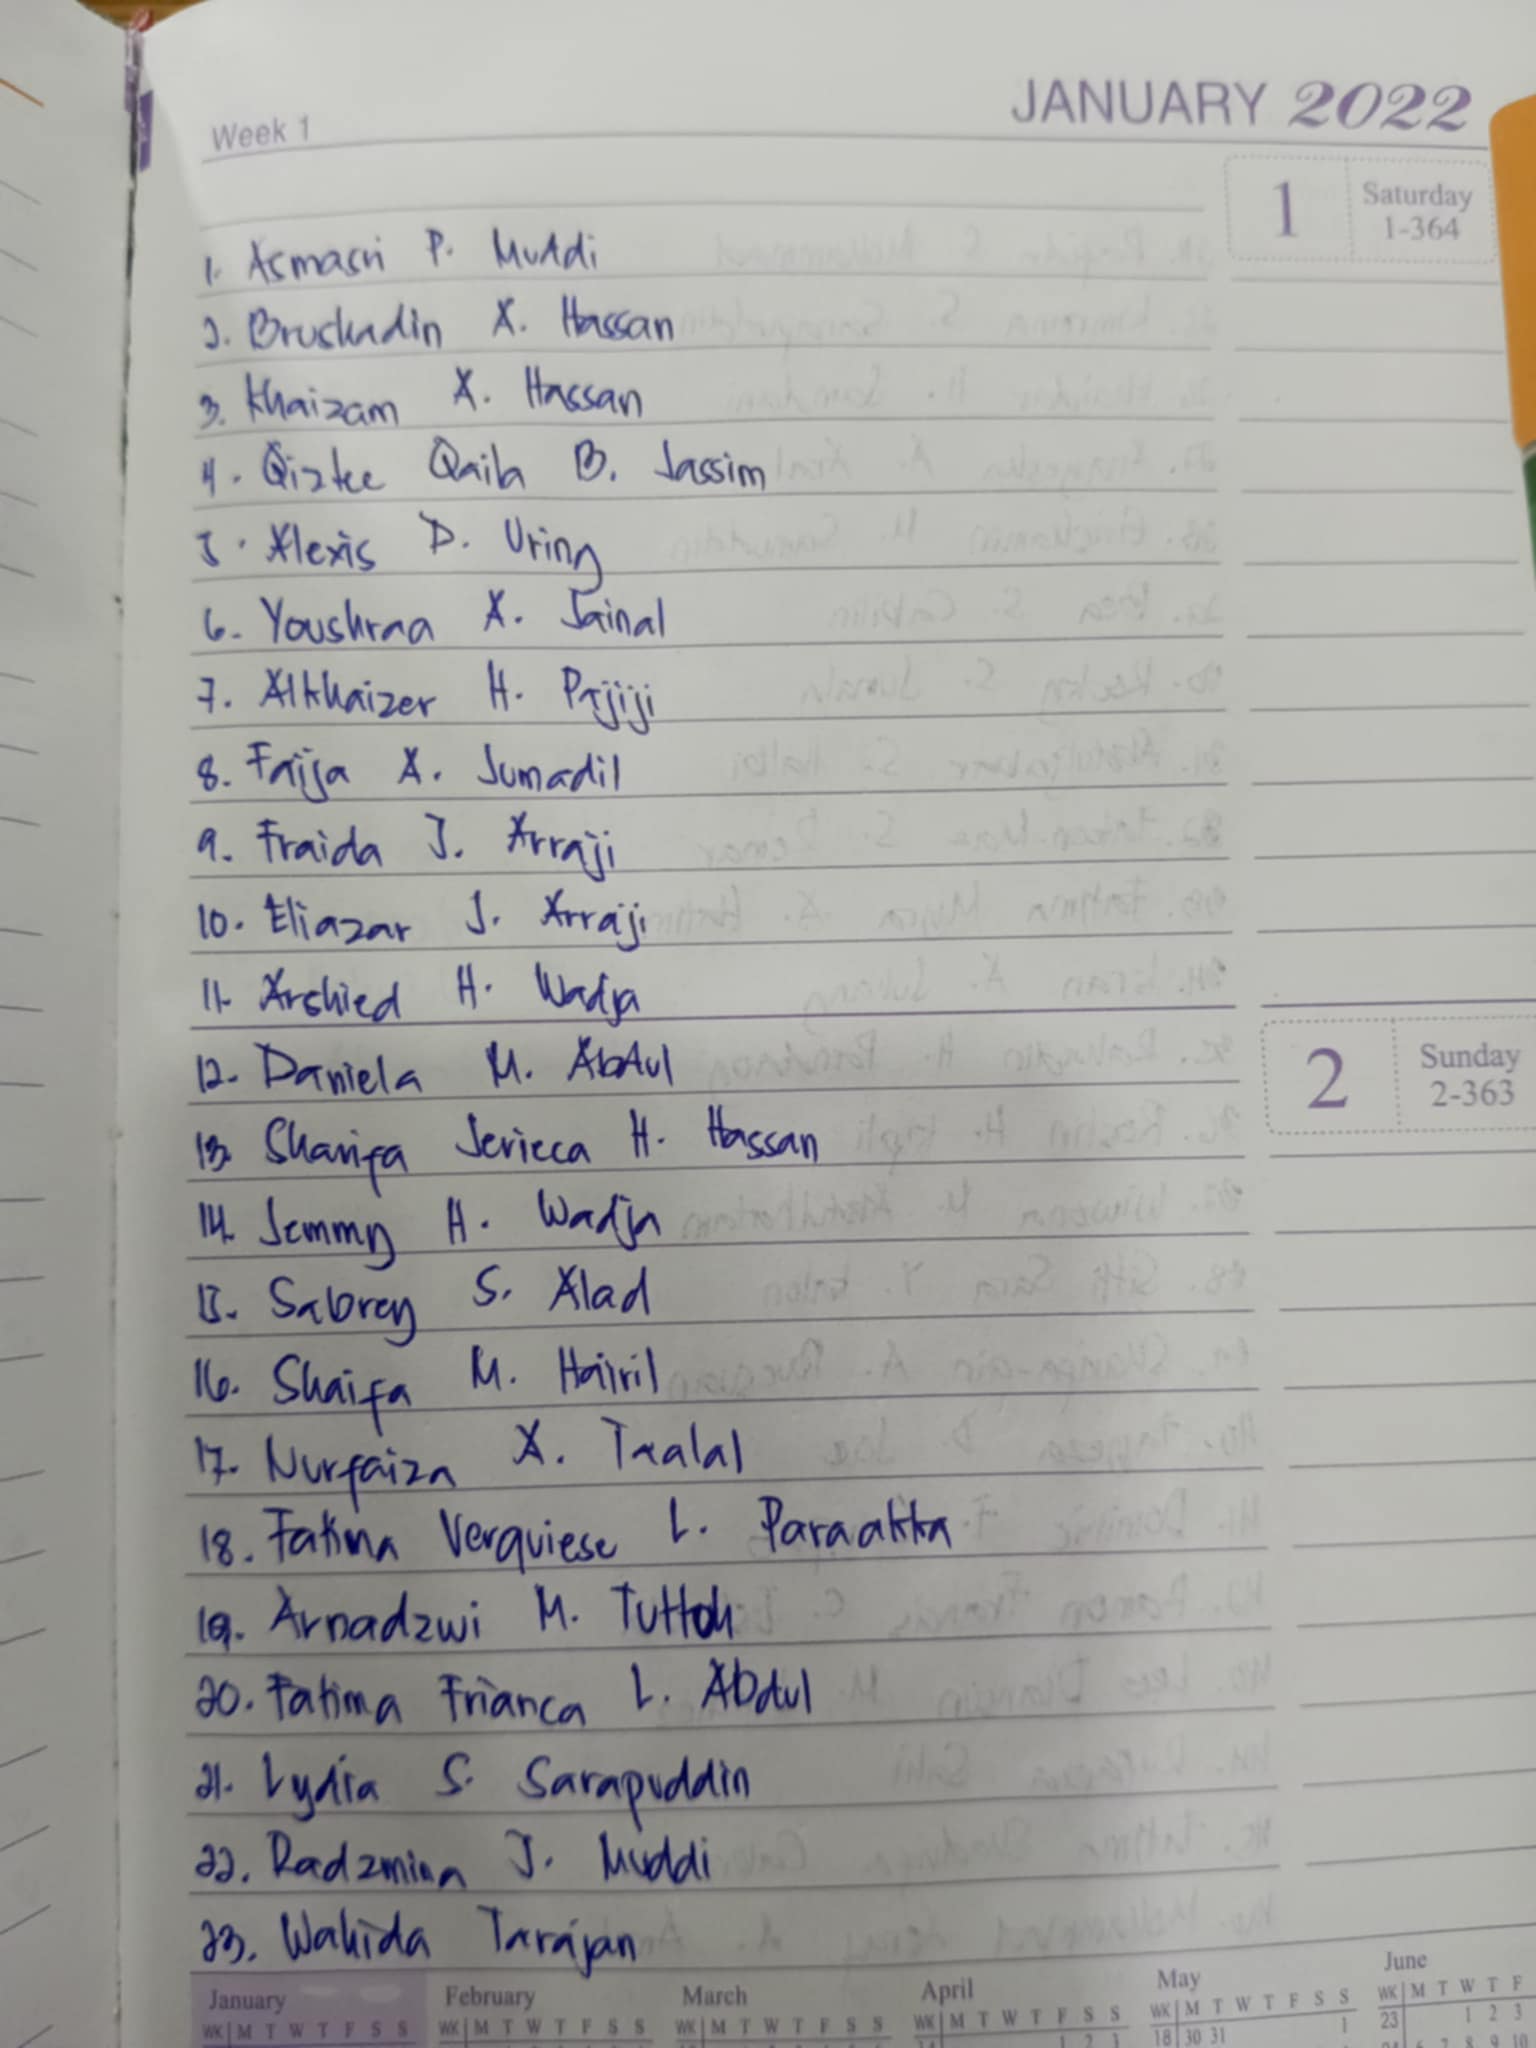 Week 1
JANUARY 2022
1 Saturday
1-364
1. Asmasri P. Muddi
2. Bruskadin A. Hassan
3. Khaizam A. Hassan
4. Qiztee Qaila B. Jassim
5. Alexis D. Uring
6. Youshraa A. Jainal
7. Alkhaizer H. Pajiji
8. Faija A. Jumadil
9. Fraida J. Arraji
10. Eliazar J. Arraji
11. Arshied H. Wadja
12. Daniela M. Abdul
13. Sharifa Jericca H. Hassan
14. Jemmy H. Wadja
15. Sabrey S. Alad
16. Shaifa M. Hairil
17. Nurfaiza A. Taalal
18. Fatima Verquiese L. Paraakka
19. Arnadzwi M. Tuttoh
20. Fatima Frianca L. Abdul
21. Lydia S. Sarapuddin
22. Radzmina J. Muddi
23. Wahida Tarajan
2 Sunday
2-363
January February March April May June
WK M T W T F S S WK M T W T F S S WK M T W T F S S WK M T W T F S S WK M T W T F S S WK M T W T F
1 2 3 18 30 31 1 23 1 2 3
6 7 8 9 10